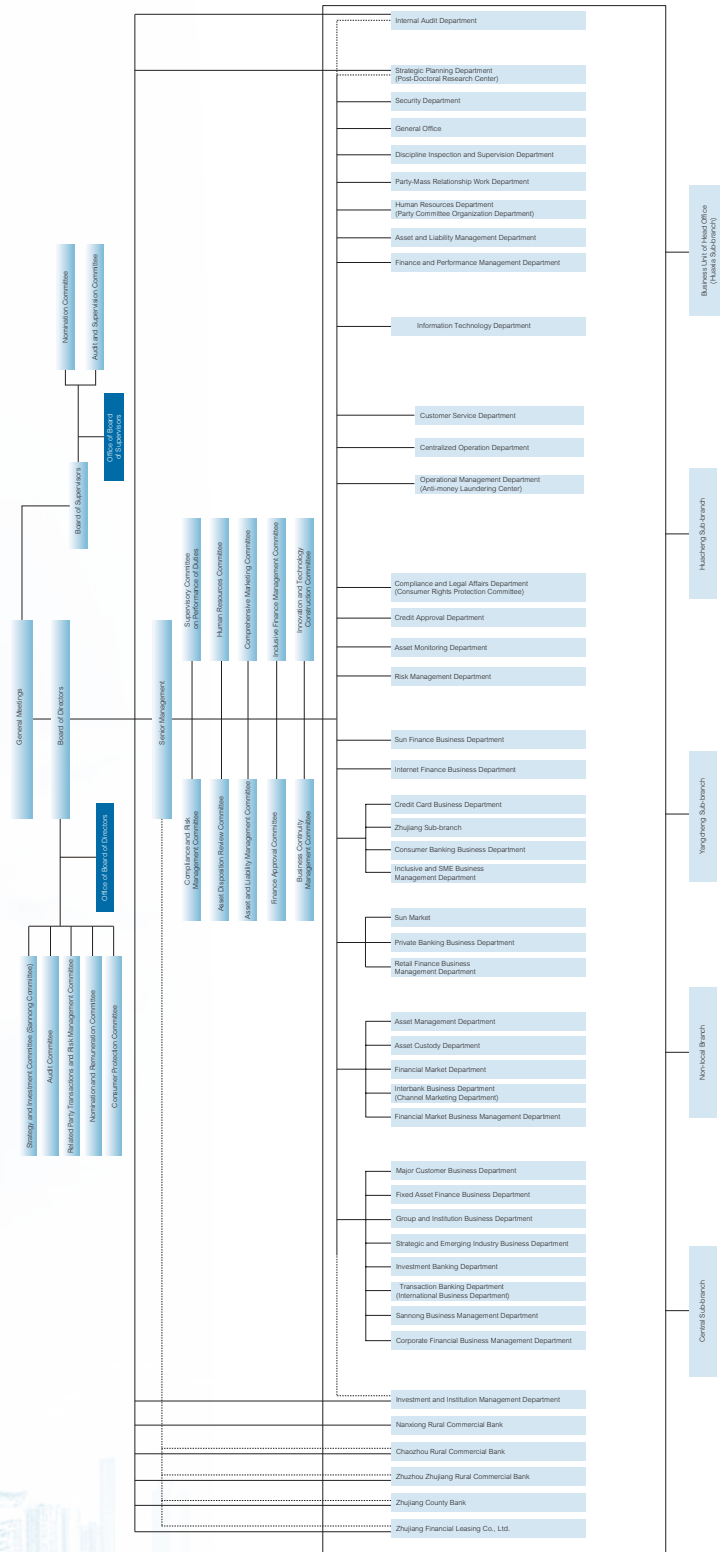 General Meetings
Board of Supervisors
Office of Board
of Supervisors
Nomination Committee
Audit and Supervision Committee
Board of Directors
Office of Board of Directors
Strategy and Investment Committee (Sannong Committee)
Audit Committee
Related Party Transactions and Risk Management Committee
Nomination and Remuneration Committee
Consumer Protection Committee
Senior Management
Supervisory Committee
on Performance of Duties
Human Resources Committee
Comprehensive Marketing Committee
Inclusive Finance Management Committee
Innovation and Technology
Construction Committee
Compliance and Risk
Management Committee
Asset Disposition Review Committee
Asset and Liability Management Committee
Finance Approval Committee
Business Continuity
Management Committee
Internal Audit Department
Strategic Planning Department
(Post-Doctoral Research Center)
Security Department
General Office
Discipline Inspection and Supervision Department
Party-Mass Relationship Work Department
Human Resources Department
(Party Committee Organization Department)
Asset and Liability Management Department
Finance and Performance Management Department
Information Technology Department
Customer Service Department
Centralized Operation Department
Operational Management Department
(Anti-money Laundering Center)
Compliance and Legal Affairs Department
(Consumer Rights Protection Committee)
Credit Approval Department
Asset Monitoring Department
Risk Management Department
Sun Finance Business Department
Internet Finance Business Department
Credit Card Business Department
Zhujiang Sub-branch
Consumer Banking Business Department
Inclusive and SME Business
Management Department
Sun Market
Private Banking Business Department
Retail Finance Business
Management Department
Asset Management Department
Asset Custody Department
Financial Market Department
Interbank Business Department
(Channel Marketing Department)
Financial Market Business Management Department
Major Customer Business Department
Fixed Asset Finance Business Department
Group and Institution Business Department
Strategic and Emerging Industry Business Department
Investment Banking Department
Transaction Banking Department
(International Business Department)
Sannong Business Management Department
Corporate Financial Business Management Department
Investment and Institution Management Department
Nanxiong Rural Commercial Bank
Chaozhou Rural Commercial Bank
Zhuzhou Zhujiang Rural Commercial Bank
Zhujiang County Bank
Zhujiang Financial Leasing Co., Ltd.
Business Unit of Head Office
(Huaxia Sub-branch)
Huacheng Sub-branch
Yangcheng Sub-branch
Non-local Branch
Central Sub-branch